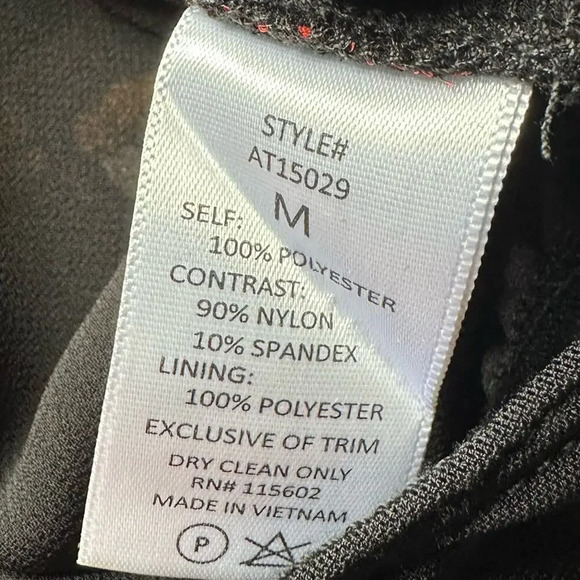 STYLE#
AT15029
M
SELF:
100% POLYESTER
CONTRAST:
90% NYLON
10% SPANDEX
LINING:
100% POLYESTER
EXCLUSIVE OF TRIM
DRY CLEAN ONLY
RN# 115602
MADE IN VIETNAM
P